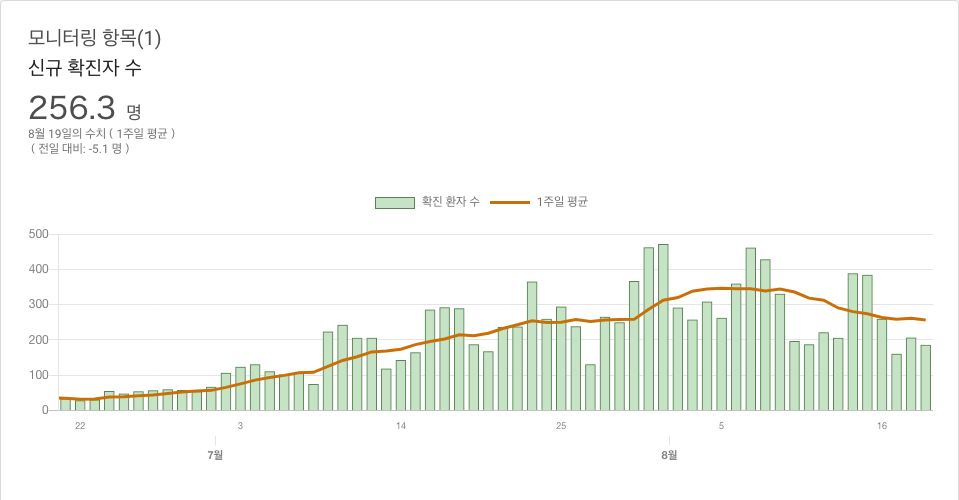 모니터링 항목(1)
신규 확진자 수
256.3 명
8월 19일의 수치 ( 1주일 평균 )
( 전일 대비: -5.1 명 )
확진 환자 수 1주일 평균
500
400
300
200
100
0
22 3 14 25 5 16
7월 8월